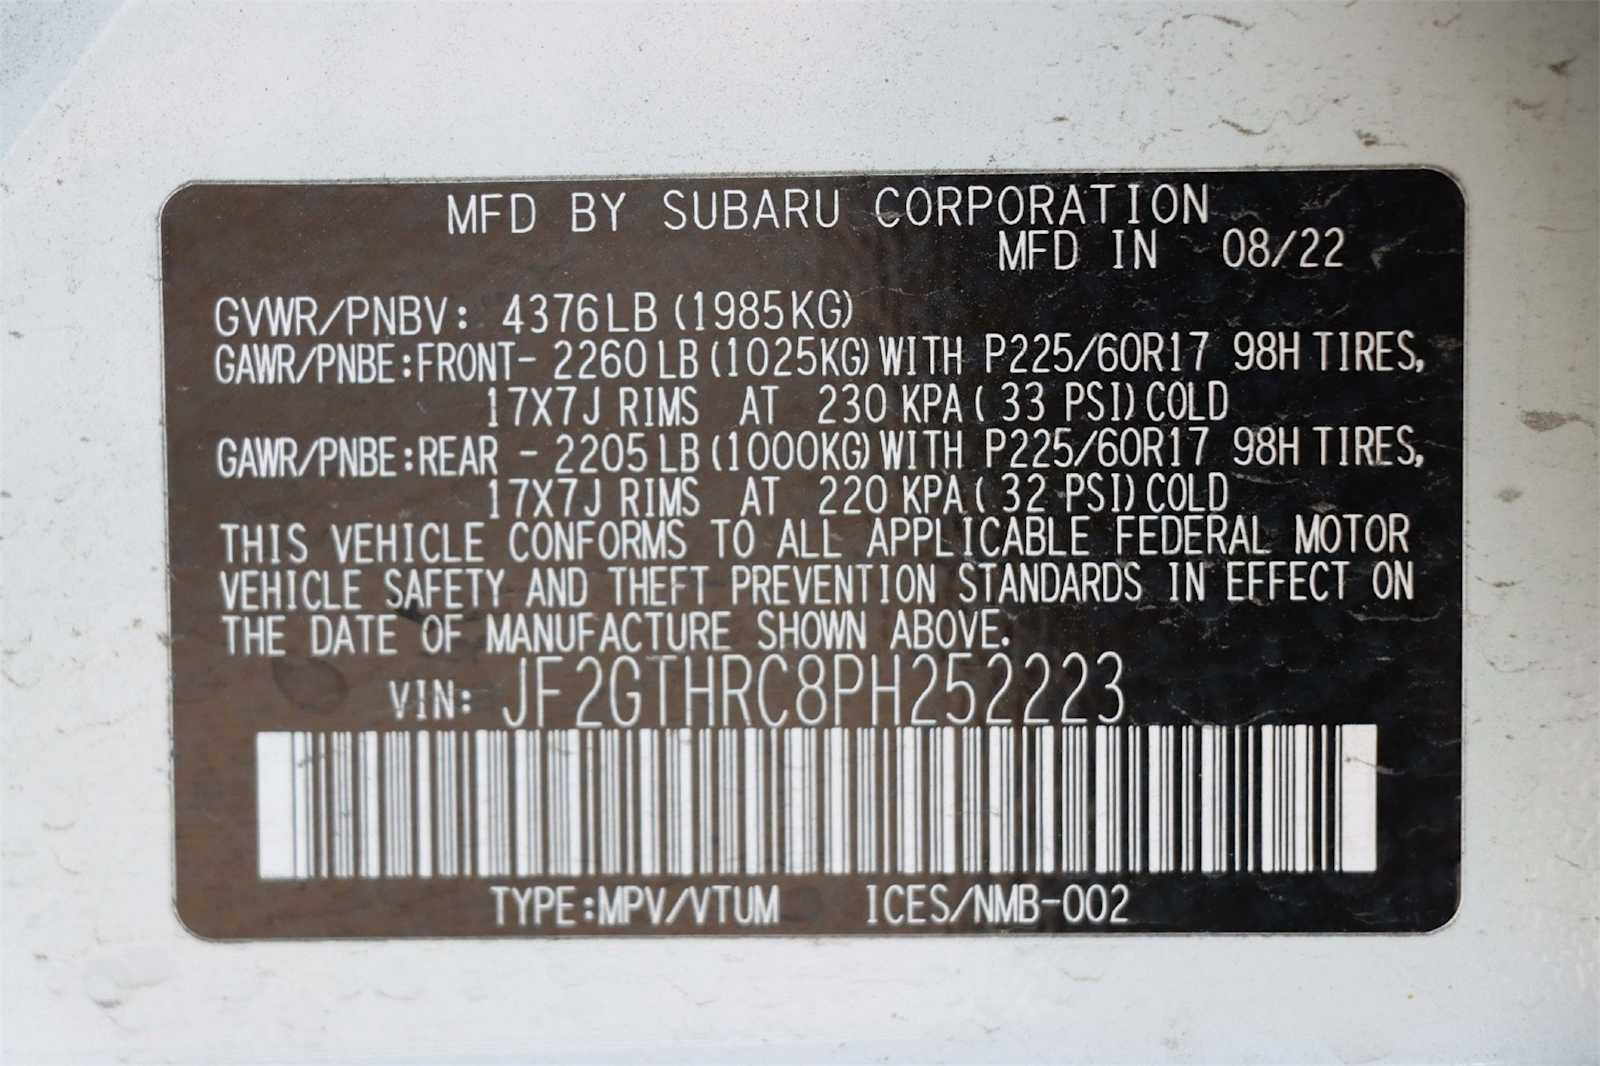 MFD BY SUBARU CORPORATION
MFD IN 08/22
GVWR/PNBV: 4376LB (1985KG)
GAWR/PNBE:FRONT- 2260 LB (1025KG) WITH P225/60R17 98H TIRES,
17X7J RIMS AT 230 KPA ( 33 PSI) COLD
GAWR/PNBE:REAR - 2205 LB (1000KG) WITH P225/60R17 98H TIRES,
17X7J RIMS AT 220 KPA ( 32 PSI) COLD
THIS VEHICLE CONFORMS TO ALL APPLICABLE FEDERAL MOTOR
VEHICLE SAFETY AND THEFT PREVENTION STANDARDS IN EFFECT ON
THE DATE OF MANUFACTURE SHOWN ABOVE.
VIN: JF2GTHRC8PH252223
TYPE:MPV/VTUM ICES/NMB-002